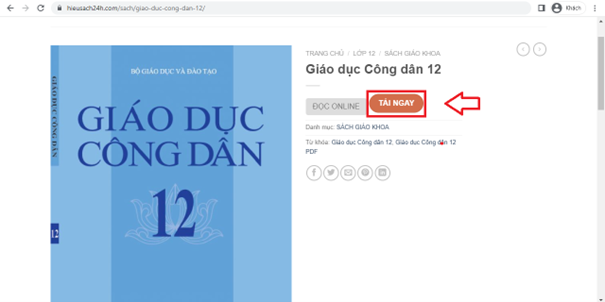 hieusach24h.com/sach/giao-duc-cong-dan-12/
Khách
TRANG CHỦ / LỚP 12 / SÁCH GIÁO KHOA
Giáo dục Công dân 12
ĐỌC ONLINE
TẢI NGAY
Danh mục: SÁCH GIÁO KHOA
Từ khóa: Giáo dục Công dân 12, Giáo dục Công dân 12
PDF
BỘ GIÁO DỤC VÀ ĐÀO TẠO
GIÁO DỤC
CÔNG DÂN
12
GIÁO DỤC CÔNG DÂN
12